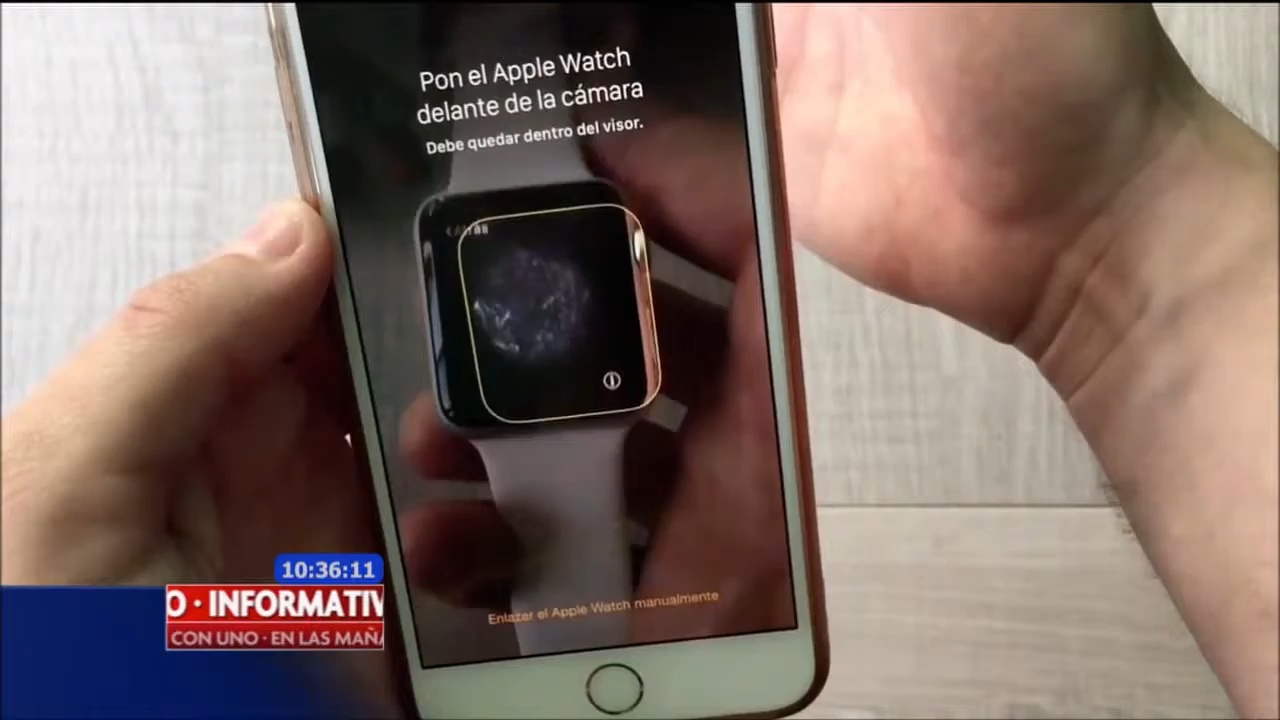 Pon el Apple Watch
delante de la cámara
Debe quedar dentro del visor.
Enlazar el Apple Watch manualmente
10:36:11
O · INFORMATIV
CON UNO · EN LAS MAÑA